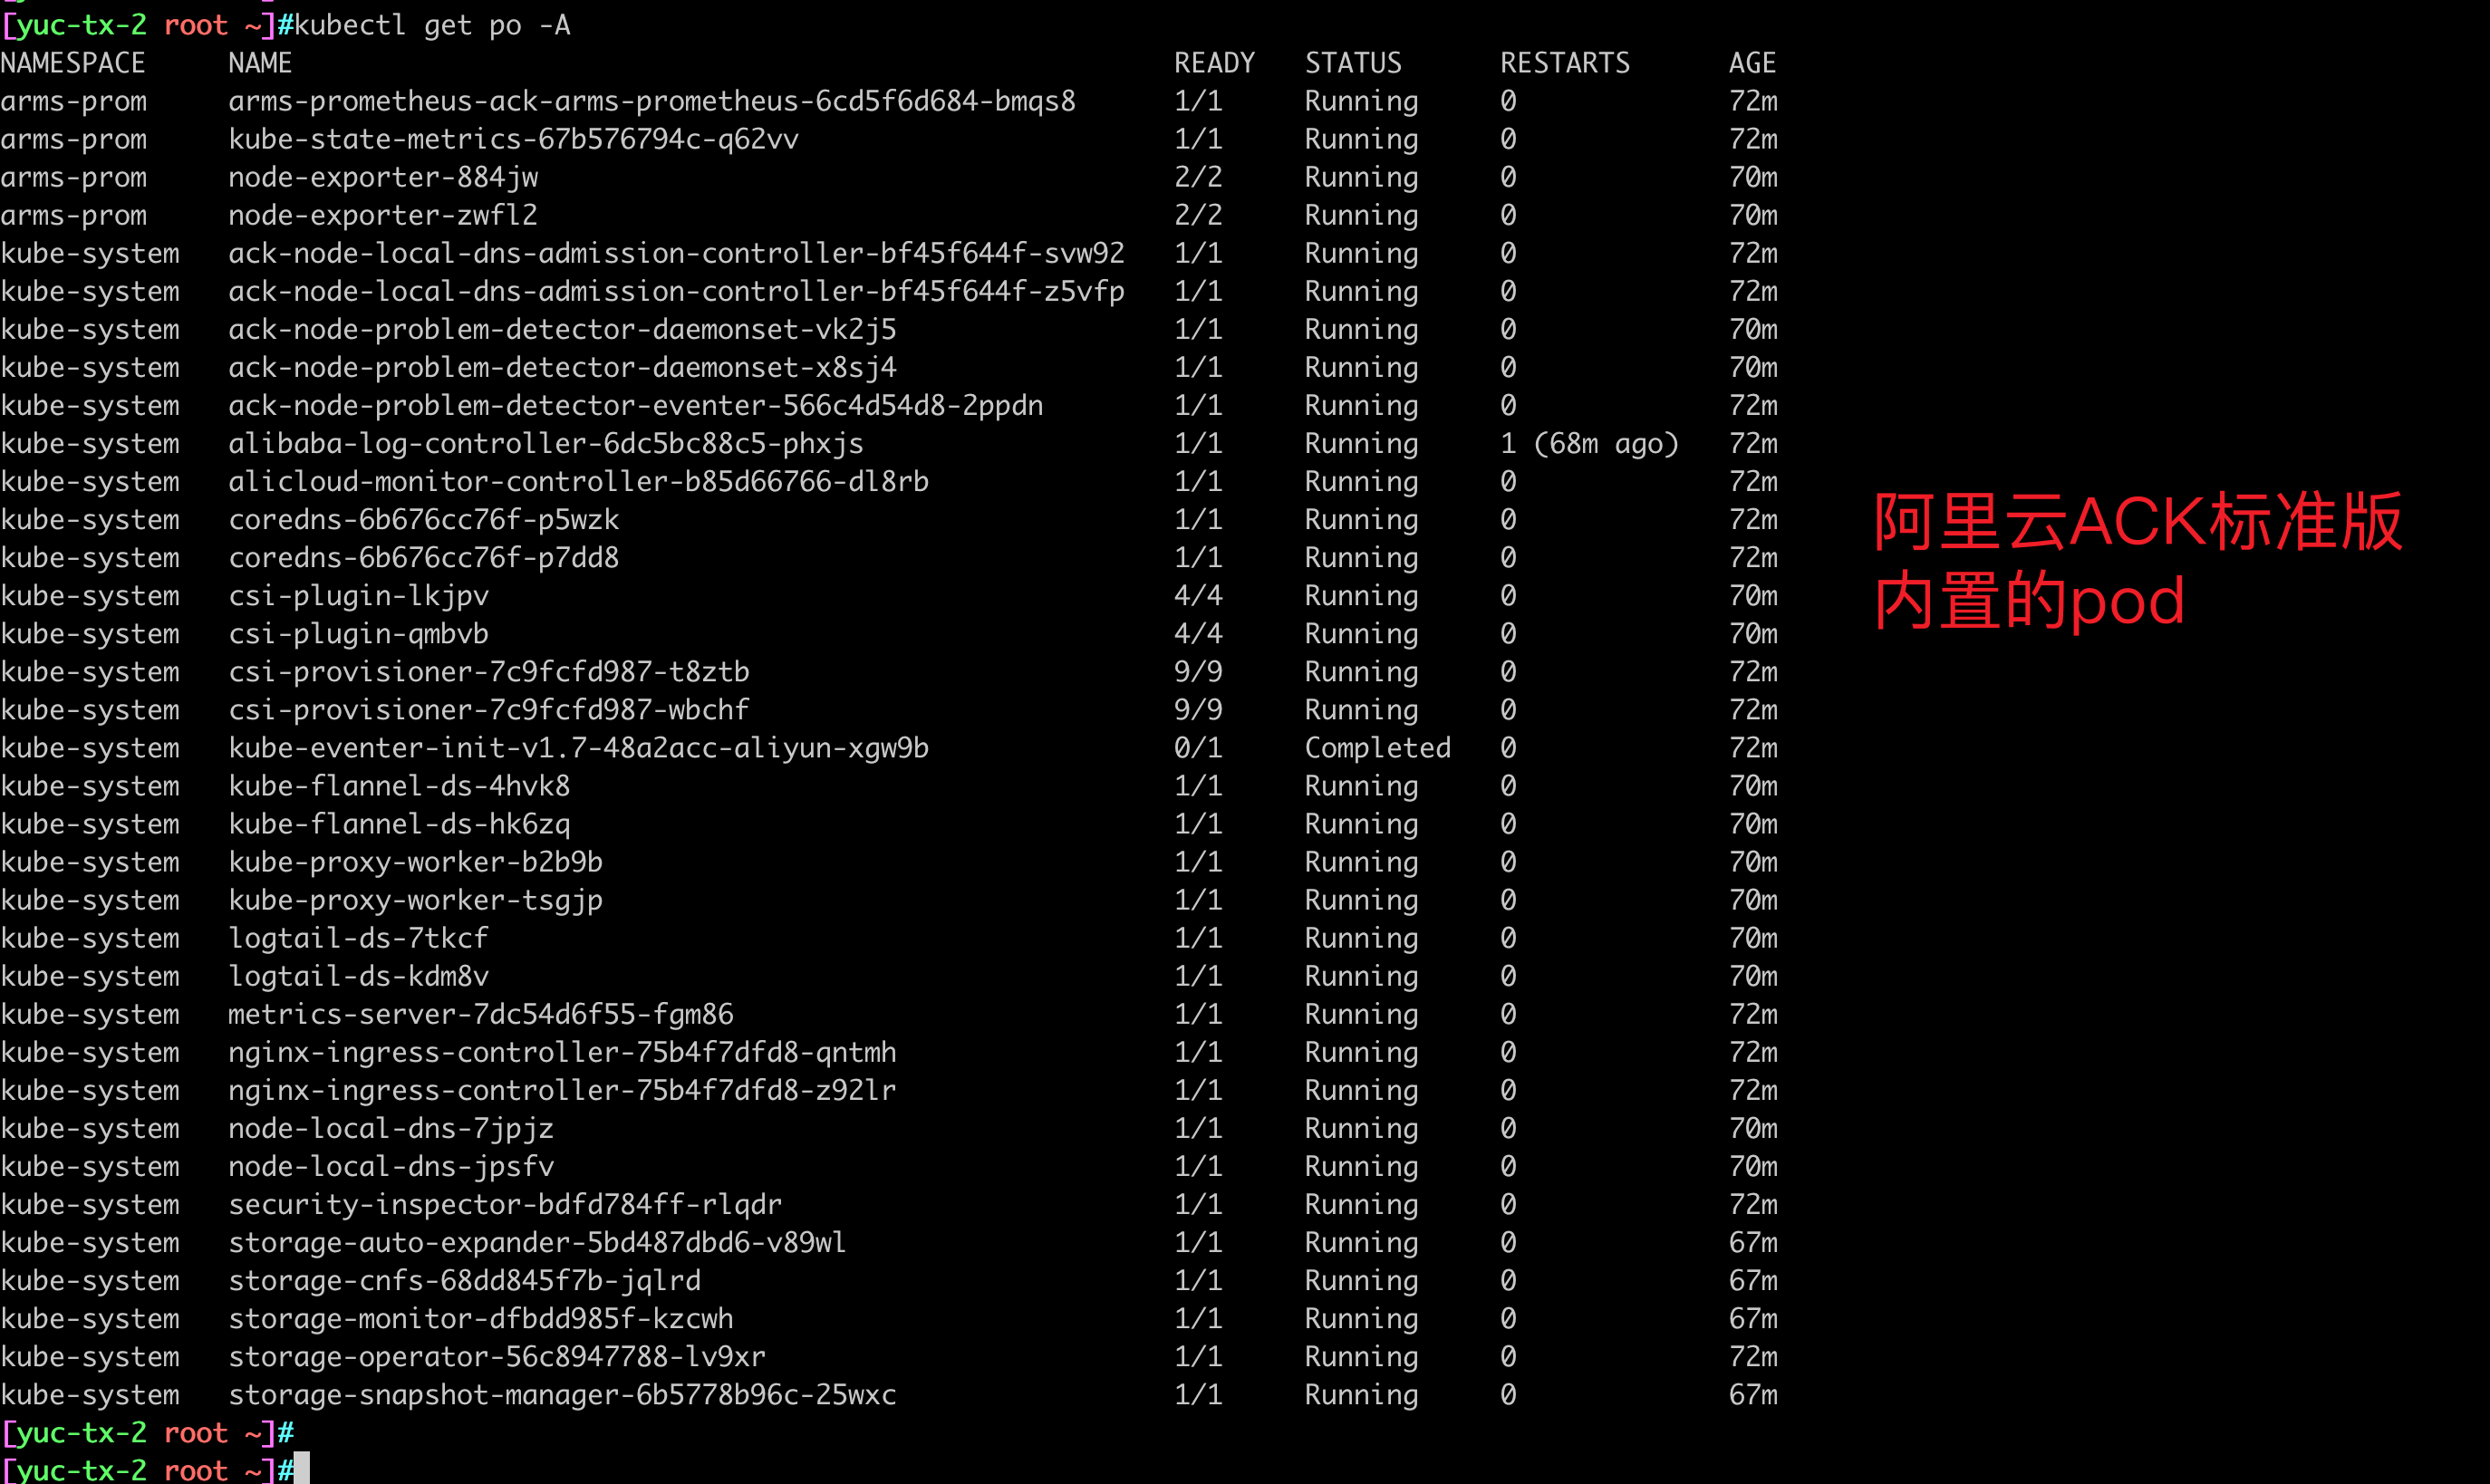 [yuc-tx-2 root ~]#kubectl get po -A
NAMESPACE NAME READY STATUS RESTARTS AGE
arms-prom arms-prometheus-ack-arms-prometheus-6cd5f6d684-bmqs8 1/1 Running 0 72m
arms-prom kube-state-metrics-67b576794c-q62vv 1/1 Running 0 72m
arms-prom node-exporter-884jw 2/2 Running 0 70m
arms-prom node-exporter-zwfl2 2/2 Running 0 70m
kube-system ack-node-local-dns-admission-controller-bf45f644f-svw92 1/1 Running 0 72m
kube-system ack-node-local-dns-admission-controller-bf45f644f-z5vfp 1/1 Running 0 72m
kube-system ack-node-problem-detector-daemonset-vk2j5 1/1 Running 0 70m
kube-system ack-node-problem-detector-daemonset-x8sj4 1/1 Running 0 70m
kube-system ack-node-problem-detector-eventer-566c4d54d8-2ppdn 1/1 Running 0 72m
kube-system alibaba-log-controller-6dc5bc88c5-phxjs 1/1 Running 1 (68m ago) 72m
kube-system alicloud-monitor-controller-b85d66766-dl8rb 1/1 Running 0 72m
kube-system coredns-6b676cc76f-p5wzk 1/1 Running 0 72m
kube-system coredns-6b676cc76f-p7dd8 1/1 Running 0 72m
kube-system csi-plugin-lkjpv 4/4 Running 0 70m
kube-system csi-plugin-qmbvb 4/4 Running 0 70m
kube-system csi-provisioner-7c9fcfd987-t8ztb 9/9 Running 0 72m
kube-system csi-provisioner-7c9fcfd987-wbchf 9/9 Running 0 72m
kube-system kube-eventer-init-v1.7-48a2acc-aliyun-xgw9b 0/1 Completed 0 72m
kube-system kube-flannel-ds-4hvk8 1/1 Running 0 70m
kube-system kube-flannel-ds-hk6zq 1/1 Running 0 70m
kube-system kube-proxy-worker-b2b9b 1/1 Running 0 70m
kube-system kube-proxy-worker-tsgjp 1/1 Running 0 70m
kube-system logtail-ds-7tkcf 1/1 Running 0 70m
kube-system logtail-ds-kdm8v 1/1 Running 0 70m
kube-system metrics-server-7dc54d6f55-fgm86 1/1 Running 0 72m
kube-system nginx-ingress-controller-75b4f7dfd8-qntmh 1/1 Running 0 72m
kube-system nginx-ingress-controller-75b4f7dfd8-z92lr 1/1 Running 0 72m
kube-system node-local-dns-7jpjz 1/1 Running 0 70m
kube-system node-local-dns-jpsfv 1/1 Running 0 70m
kube-system security-inspector-bdfd784ff-rlqdr 1/1 Running 0 72m
kube-system storage-auto-expander-5bd487dbd6-v89wl 1/1 Running 0 67m
kube-system storage-cnfs-68dd845f7b-jqlrd 1/1 Running 0 67m
kube-system storage-monitor-dfbdd985f-kzcwh 1/1 Running 0 67m
kube-system storage-operator-56c8947788-lv9xr 1/1 Running 0 72m
kube-system storage-snapshot-manager-6b5778b96c-25wxc 1/1 Running 0 67m
[yuc-tx-2 root ~]#
[yuc-tx-2 root ~]#
阿里云ACK标准版
内置的pod